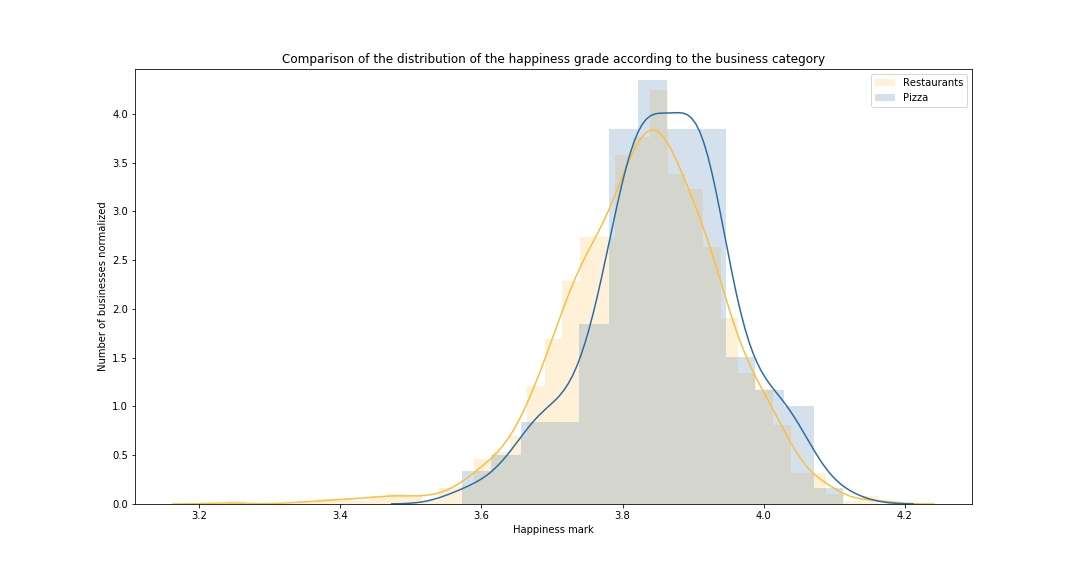 Comparison of the distribution of the happiness grade according to the business category
Restaurants
Pizza
4.0
3.5
3.0
2.5
2.0
1.5
1.0
0.5
0.0
Number of businesses normalized
3.2 3.4 3.6 3.8 4.0 4.2
Happiness mark